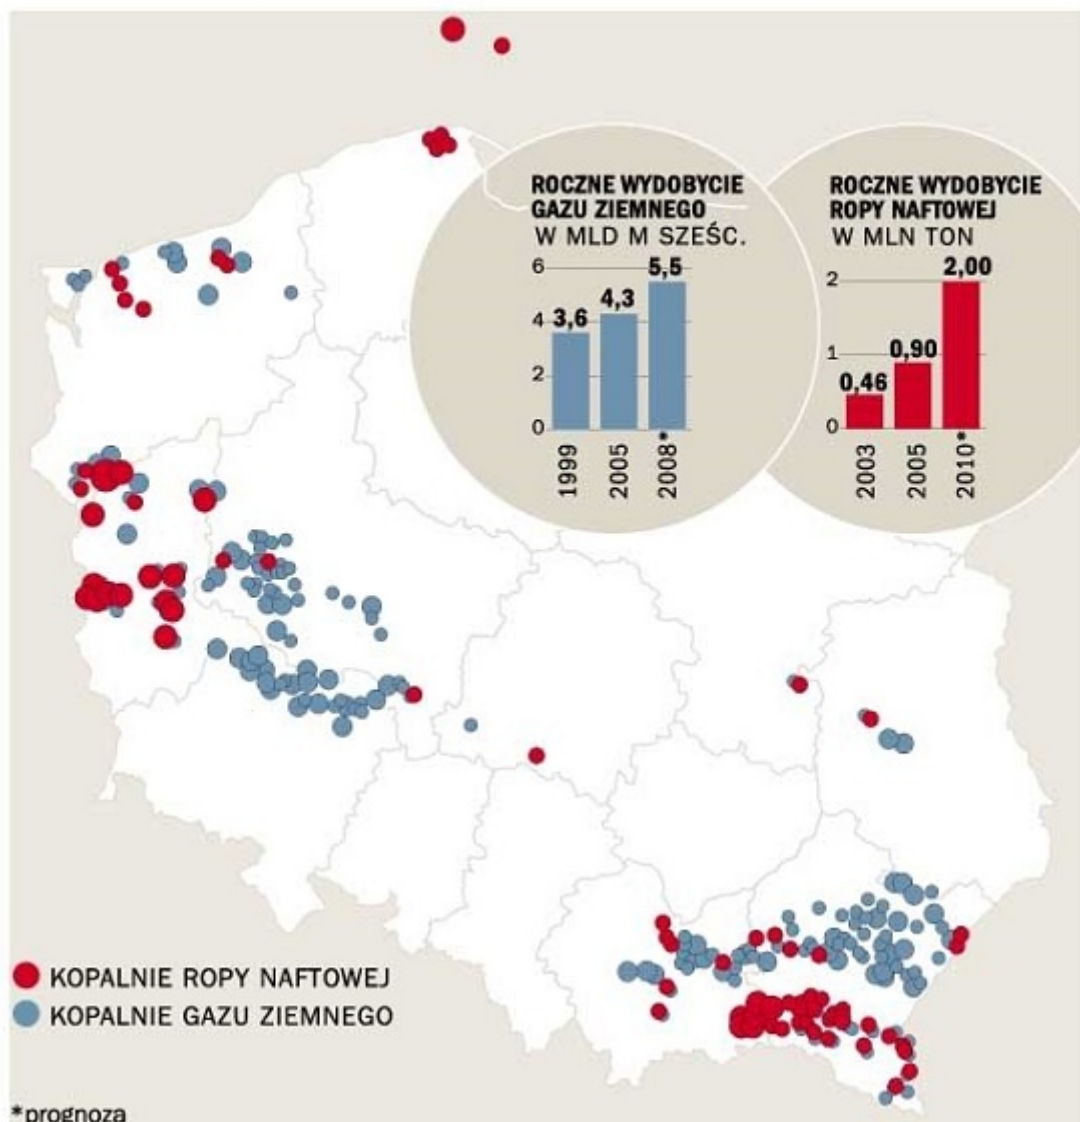 ROCZNE WYDOBYCIE
GAZU ZIEMNEGO
W MLD M SZEŚC.
6
4
2
0
3,6
4,3
5,5
1999
2005
2008*
ROCZNE WYDOBYCIE
ROPY NAFTOWEJ
W MLN TON
2
1
0
0,46
0,90
2,00
2003
2005
2010*
KOPALNIE ROPY NAFTOWEJ
KOPALNIE GAZU ZIEMNEGO
*prognoza